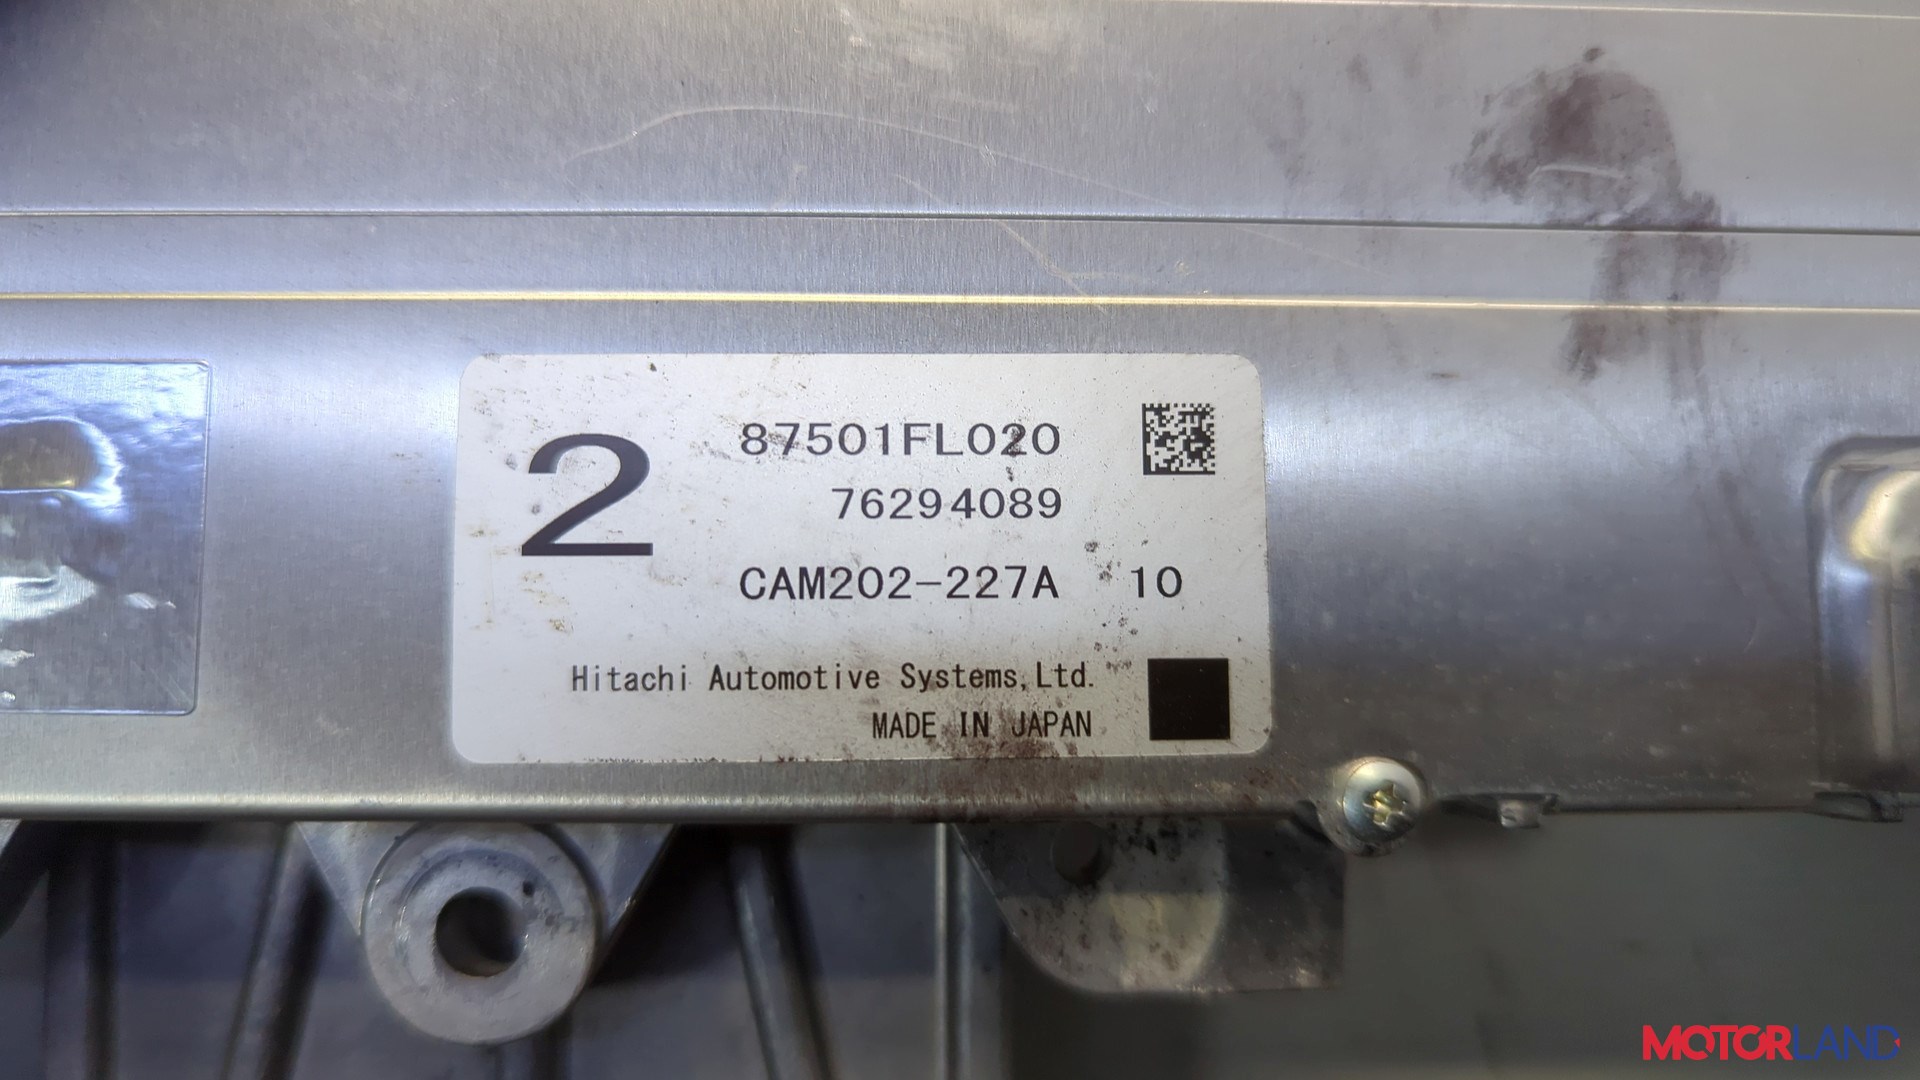 2
87501FL020
76294089
CAM202-227A 10
Hitachi Automotive Systems, Ltd.
MADE IN JAPAN
MOTORLAND